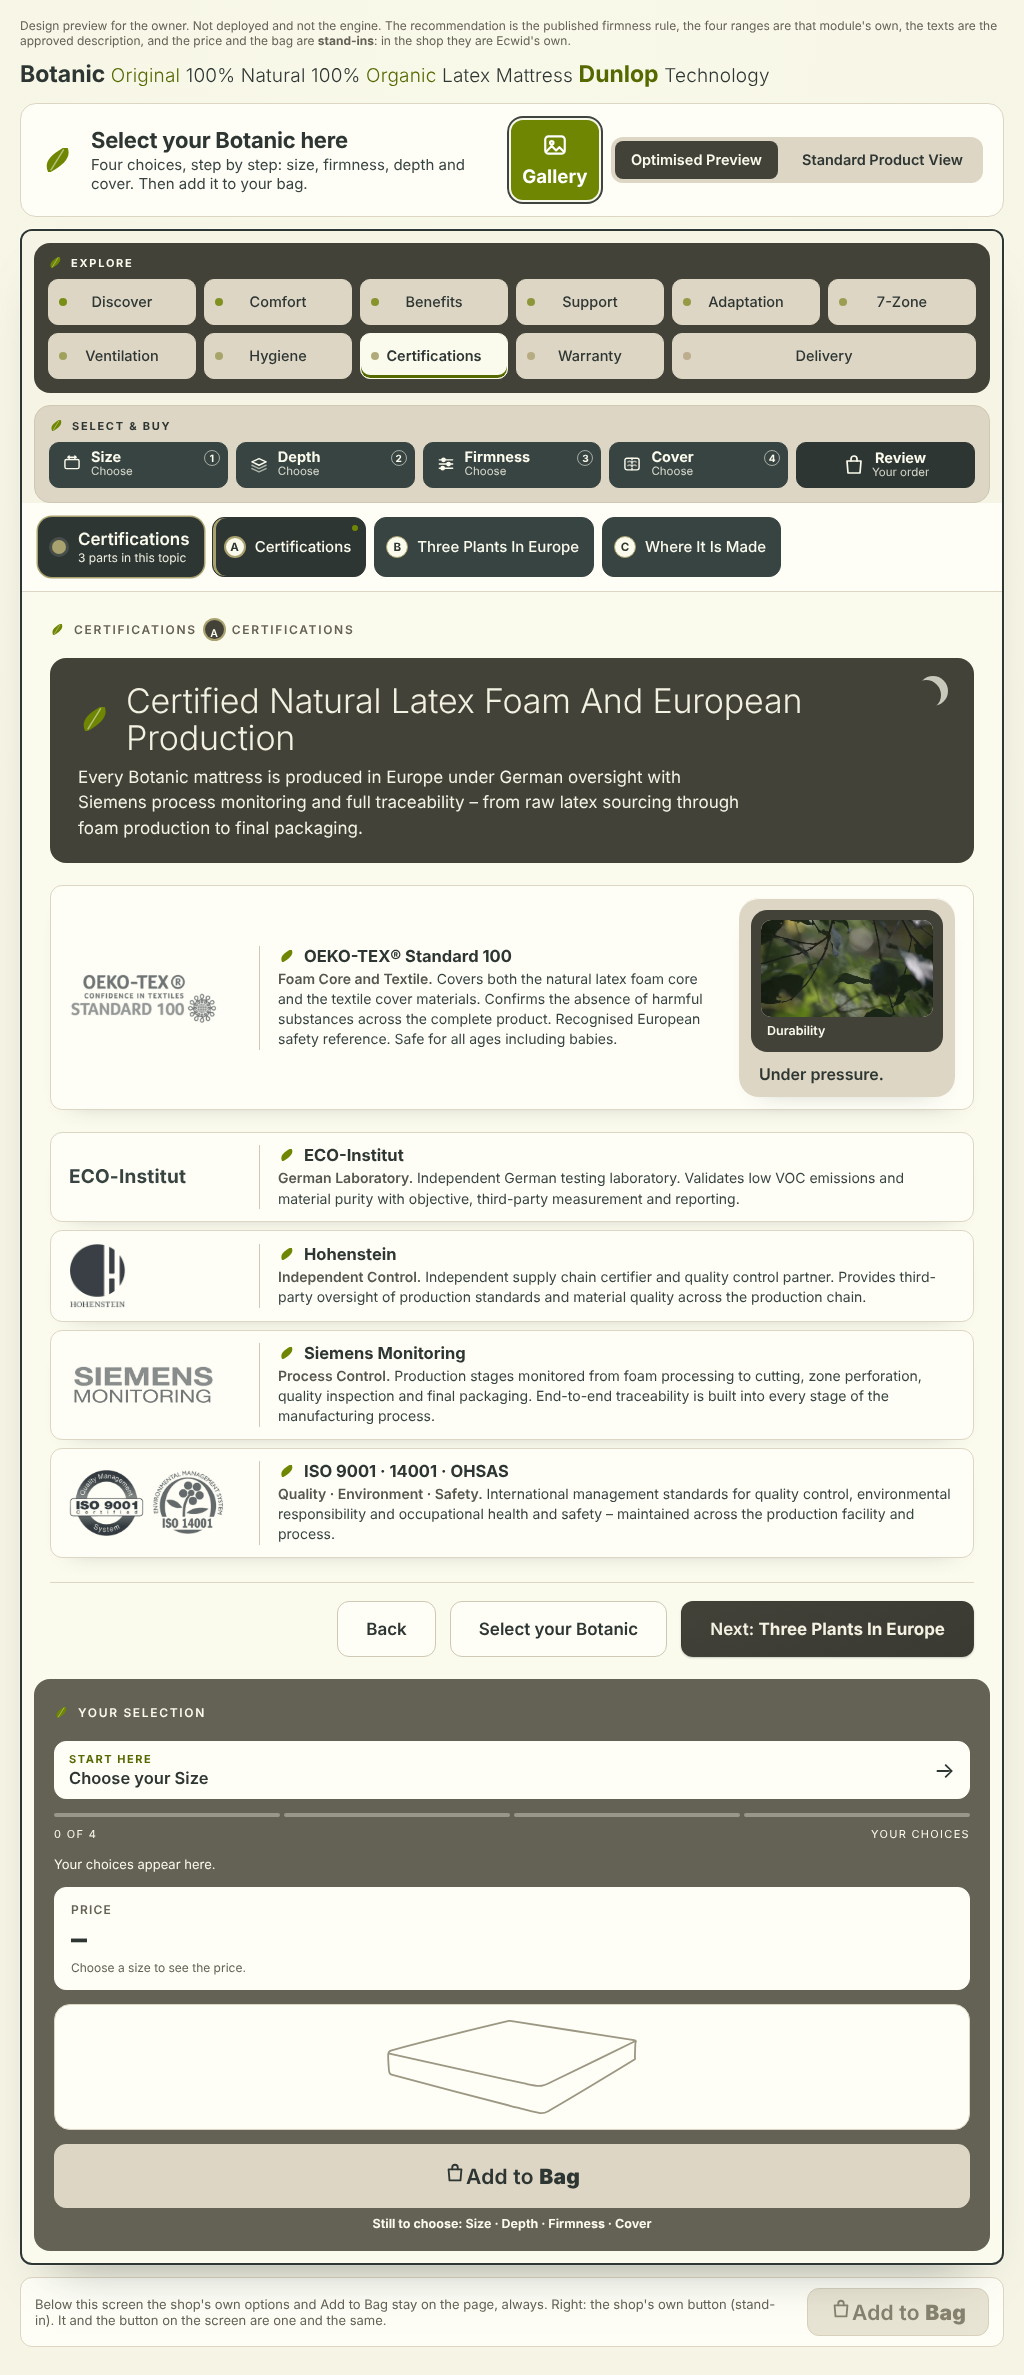 Design preview for the owner. Not deployed and not the engine. The recommendation is the published firmness rule, the four ranges are that module's own, the texts are the
approved description, and the price and the bag are stand-ins: in the shop they are Ecwid's own.
Botanic Original 100% Natural 100% Organic Latex Mattress Dunlop Technology
Select your Botanic here
Four choices, step by step: size, firmness, depth and
cover. Then add it to your bag.
Gallery
Optimised Preview
Standard Product View
EXPLORE
Discover
Comfort
Benefits
Support
Adaptation
7-Zone
Ventilation
Hygiene
Certifications
Warranty
Delivery
SELECT & BUY
Size
Choose
1
Depth
Choose
2
Firmness
Choose
3
Cover
Choose
4
Review
Your order
Certifications
3 parts in this topic
A Certifications
B Three Plants In Europe
C Where It Is Made
CERTIFICATIONS A CERTIFICATIONS
Certified Natural Latex Foam And European
Production
Every Botanic mattress is produced in Europe under German oversight with
Siemens process monitoring and full traceability – from raw latex sourcing through
foam production to final packaging.
OEKO-TEX®
CONFIDENCE IN TEXTILES
STANDARD 100
OEKO-TEX® Standard 100
Foam Core and Textile. Covers both the natural latex foam core
and the textile cover materials. Confirms the absence of harmful
substances across the complete product. Recognised European
safety reference. Safe for all ages including babies.
Durability
Under pressure.
ECO-Institut
ECO-Institut
German Laboratory. Independent German testing laboratory. Validates low VOC emissions and
material purity with objective, third-party measurement and reporting.
HOHENSTEIN
Hohenstein
Independent Control. Independent supply chain certifier and quality control partner. Provides third-
party oversight of production standards and material quality across the production chain.
SIEMENS
MONITORING
Siemens Monitoring
Process Control. Production stages monitored from foam processing to cutting, zone perforation,
quality inspection and final packaging. End-to-end traceability is built into every stage of the
manufacturing process.
Quality Management
ISO 9001
Certified
System
ENVIRONMENTAL MANAGEMENT SYSTEM
ISO 14001
ISO 9001 · 14001 · OHSAS
Quality · Environment · Safety. International management standards for quality control, environmental
responsibility and occupational health and safety – maintained across the production facility and
process.
Back
Select your Botanic
Next: Three Plants In Europe
YOUR SELECTION
START HERE
Choose your Size
0 OF 4
YOUR CHOICES
Your choices appear here.
PRICE
–
Choose a size to see the price.
Add to Bag
Still to choose: Size · Depth · Firmness · Cover
Below this screen the shop's own options and Add to Bag stay on the page, always. Right: the shop's own button (stand-
in). It and the button on the screen are one and the same.
Add to Bag